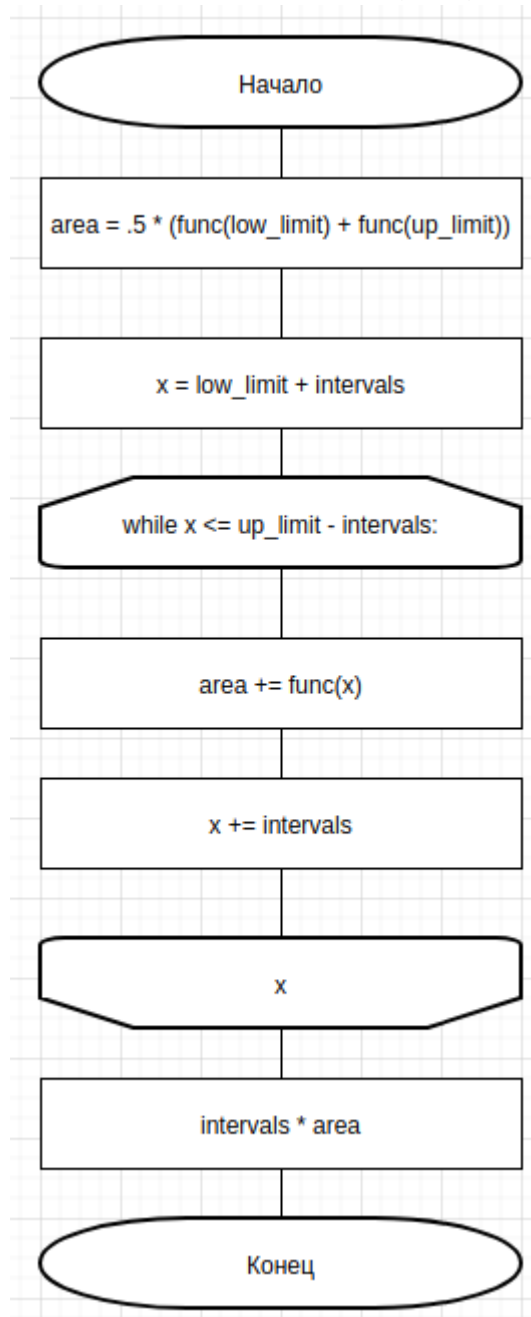 Начало
area = .5 * (func(low_limit) + func(up_limit))
x = low_limit + intervals
while x <= up_limit - intervals:
area += func(x)
x += intervals
x
intervals * area
Конец